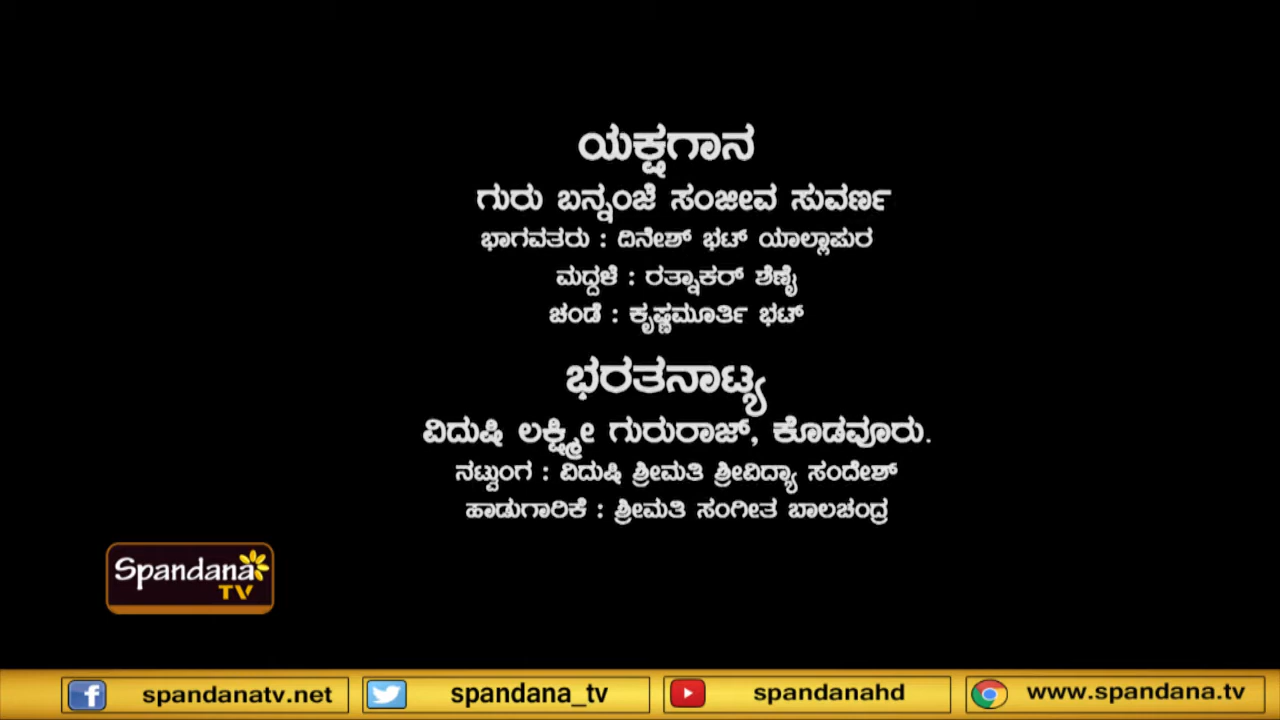 ಯಕ್ಷಗಾನ
ಗುರು ಬನ್ನಂಜೆ ಸಂಜೀವ ಸುವರ್ಣ
ಭಾಗವತರು : ದಿನೇಶ್ ಭಟ್ ಯಾಲ್ಲಾಪುರ
ಮದ್ದಳೆ : ರತ್ನಾಕರ್ ಶೆಣೈ
ಚಂಡೆ : ಕೃಷ್ಣಮೂರ್ತಿ ಭಟ್
ಭರತನಾಟ್ಯ
ವಿದುಷಿ ಲಕ್ಷ್ಮೀ ಗುರುರಾಜ್, ಕೊಡವೂರು.
ನಟ್ವುಂಗ : ವಿದುಷಿ ಶ್ರೀಮತಿ ಶ್ರೀವಿದ್ಯಾ ಸಂದೇಶ್
ಹಾಡುಗಾರಿಕೆ : ಶ್ರೀಮತಿ ಸಂಗೀತ ಬಾಲಚಂದ್ರ
Spandana
TV
spandanatv.net spandana_tv spandanahd www.spandana.tv